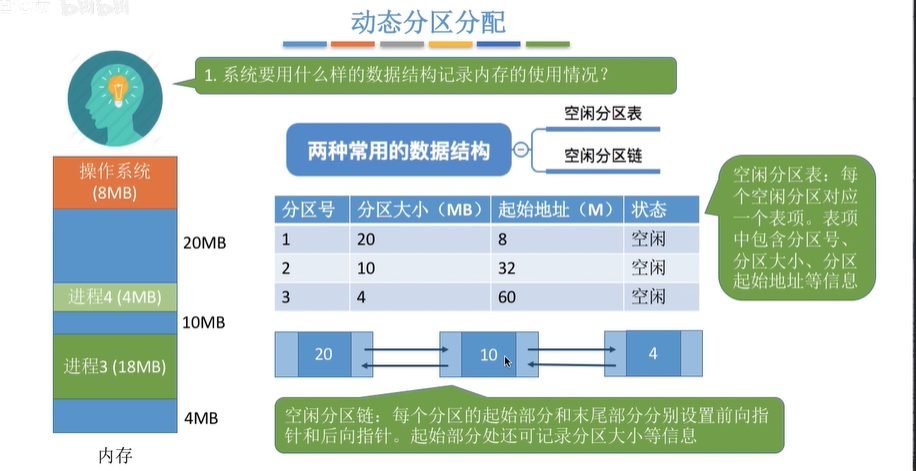 bilibili
动态分区分配
1. 系统要用什么样的数据结构记录内存的使用情况？
两种常用的数据结构
空闲分区表
空闲分区链
操作系统
(8MB)
20MB
进程4 (4MB)
10MB
进程3 (18MB)
4MB
内存
分区号 分区大小（MB） 起始地址（M） 状态
1 20 8 空闲
2 10 32 空闲
3 4 60 空闲
空闲分区表：每
个空闲分区对应
一个表项。表项
中包含分区号、
分区大小、分区
起始地址等信息
20 10 4
空闲分区链：每个分区的起始部分和末尾部分分别设置前向指
针和后向指针。起始部分处还可记录分区大小等信息